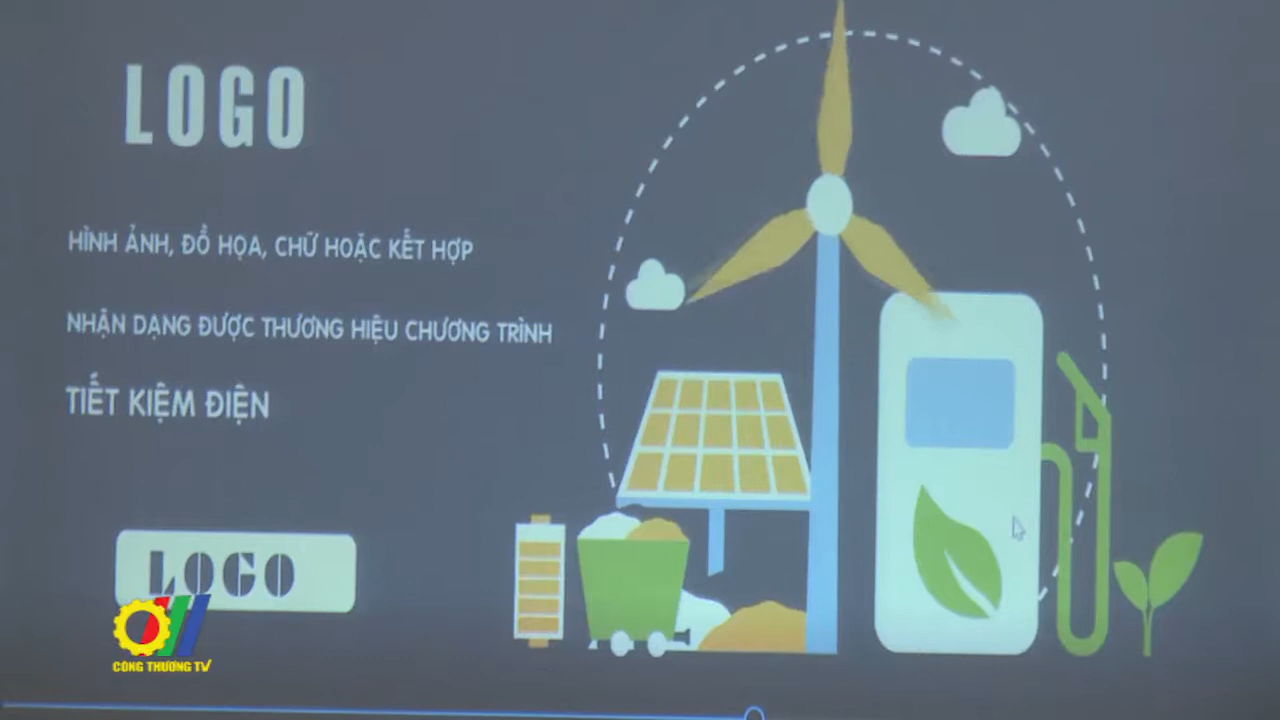 LOGO
HÌNH ẢNH, ĐỒ HỌA, CHỮ HOẶC KẾT HỢP
NHẬN DẠNG ĐƯỢC THƯƠNG HIỆU CHƯƠNG TRÌNH
TIẾT KIỆM ĐIỆN
LOGO
CÔNG THƯƠNG TV